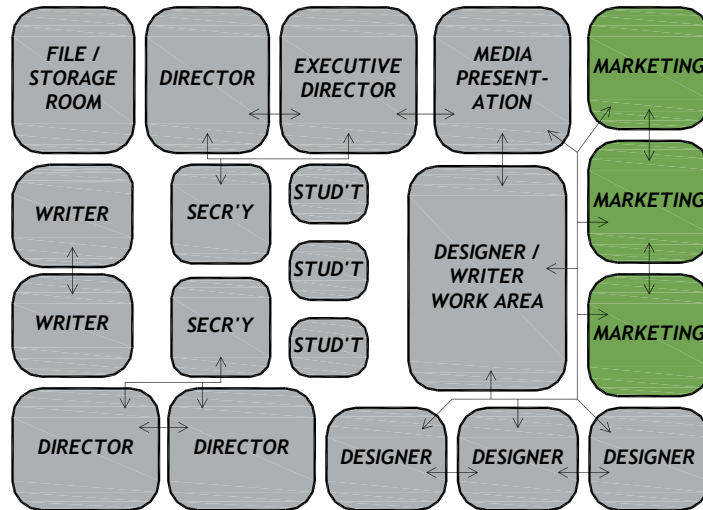 FILE /
STORAGE
ROOM
DIRECTOR
EXECUTIVE
DIRECTOR
MEDIA
PRESENT-
ATION
MARKETING
WRITER
SECR'Y
STUD'T
DESIGNER /
WRITER
WORK AREA
MARKETING
STUD'T
WRITER
SECR'Y
STUD'T
MARKETING
DIRECTOR
DIRECTOR
DESIGNER
DESIGNER
DESIGNER